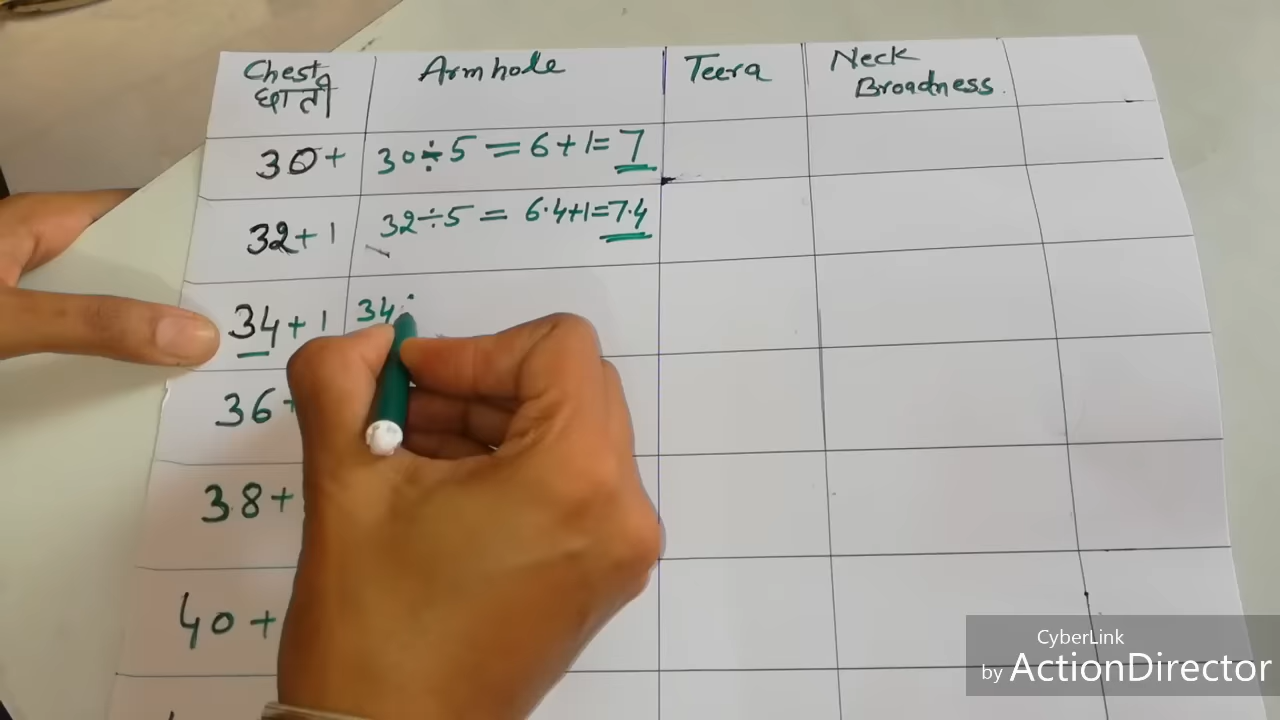 Chest Armhole Teera Neck
छाती Broadness.
30+ 30÷5 = 6+1= 7
32+1 32÷5 = 6.4+1=7.4
34+1 34
36+
38+
40+
CyberLink
by ActionDirector